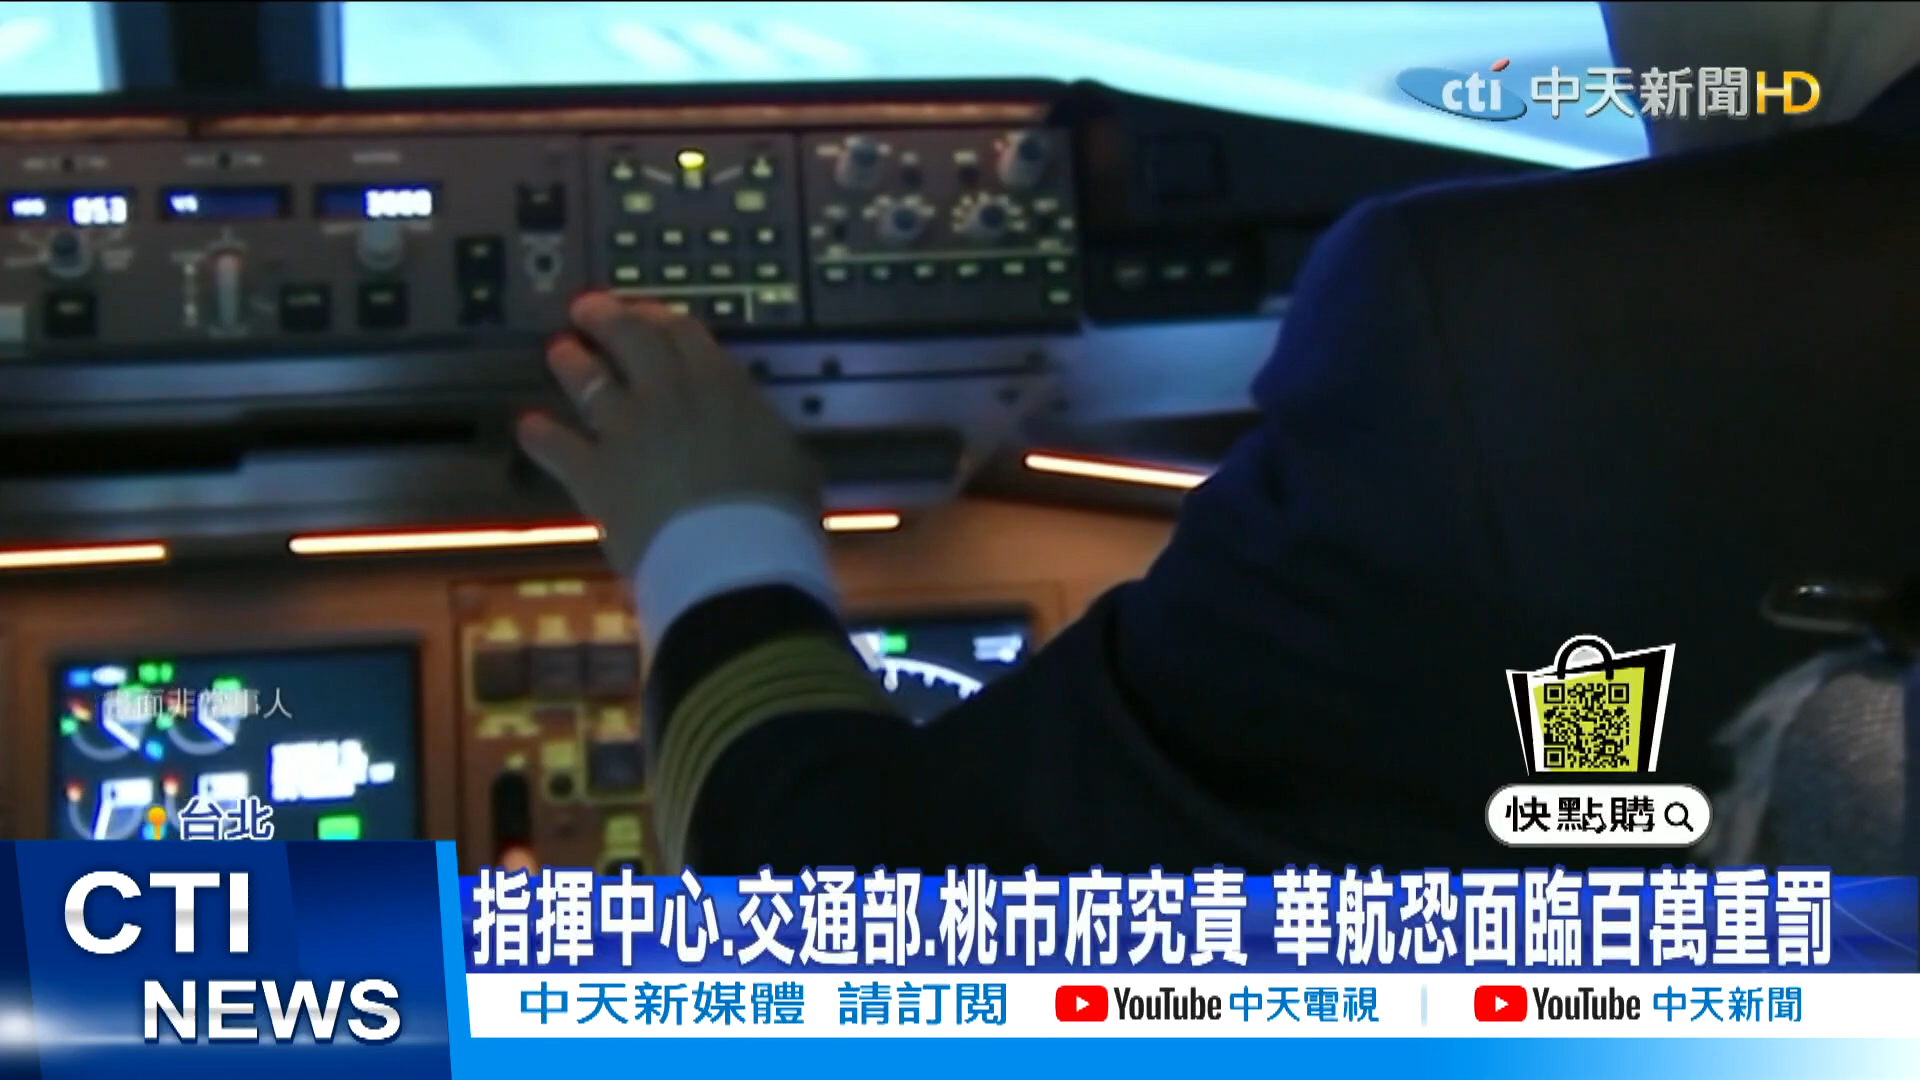 cti 中天新聞HD
053
3000
畫面非當事人
台北
快點購
CTI NEWS
指揮中心.交通部.桃市府究責 華航恐面臨百萬重罰
中天新媒體 請訂閱 YouTube 中天電視 | YouTube 中天新聞